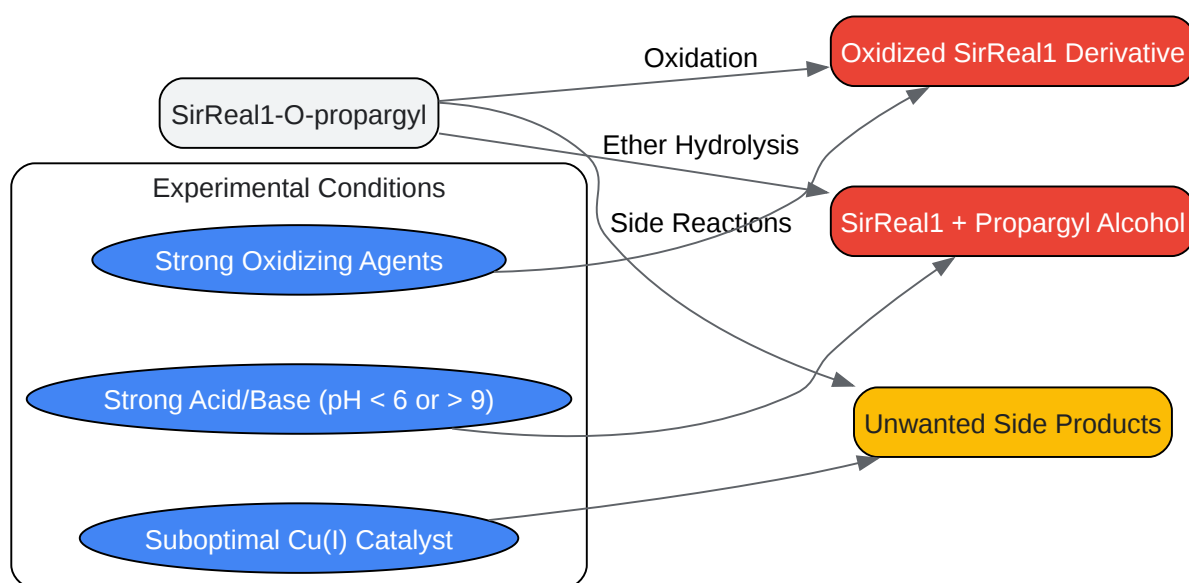 Oxidized SirReal1 Derivative
Oxidation
SirReal1-O-propargyl
Ether Hydrolysis
Experimental Conditions
SirReal1 + Propargyl Alcohol
Side Reactions
Strong Oxidizing Agents
Strong Acid/Base (pH < 6 or > 9)
Unwanted Side Products
Suboptimal Cu(I) Catalyst